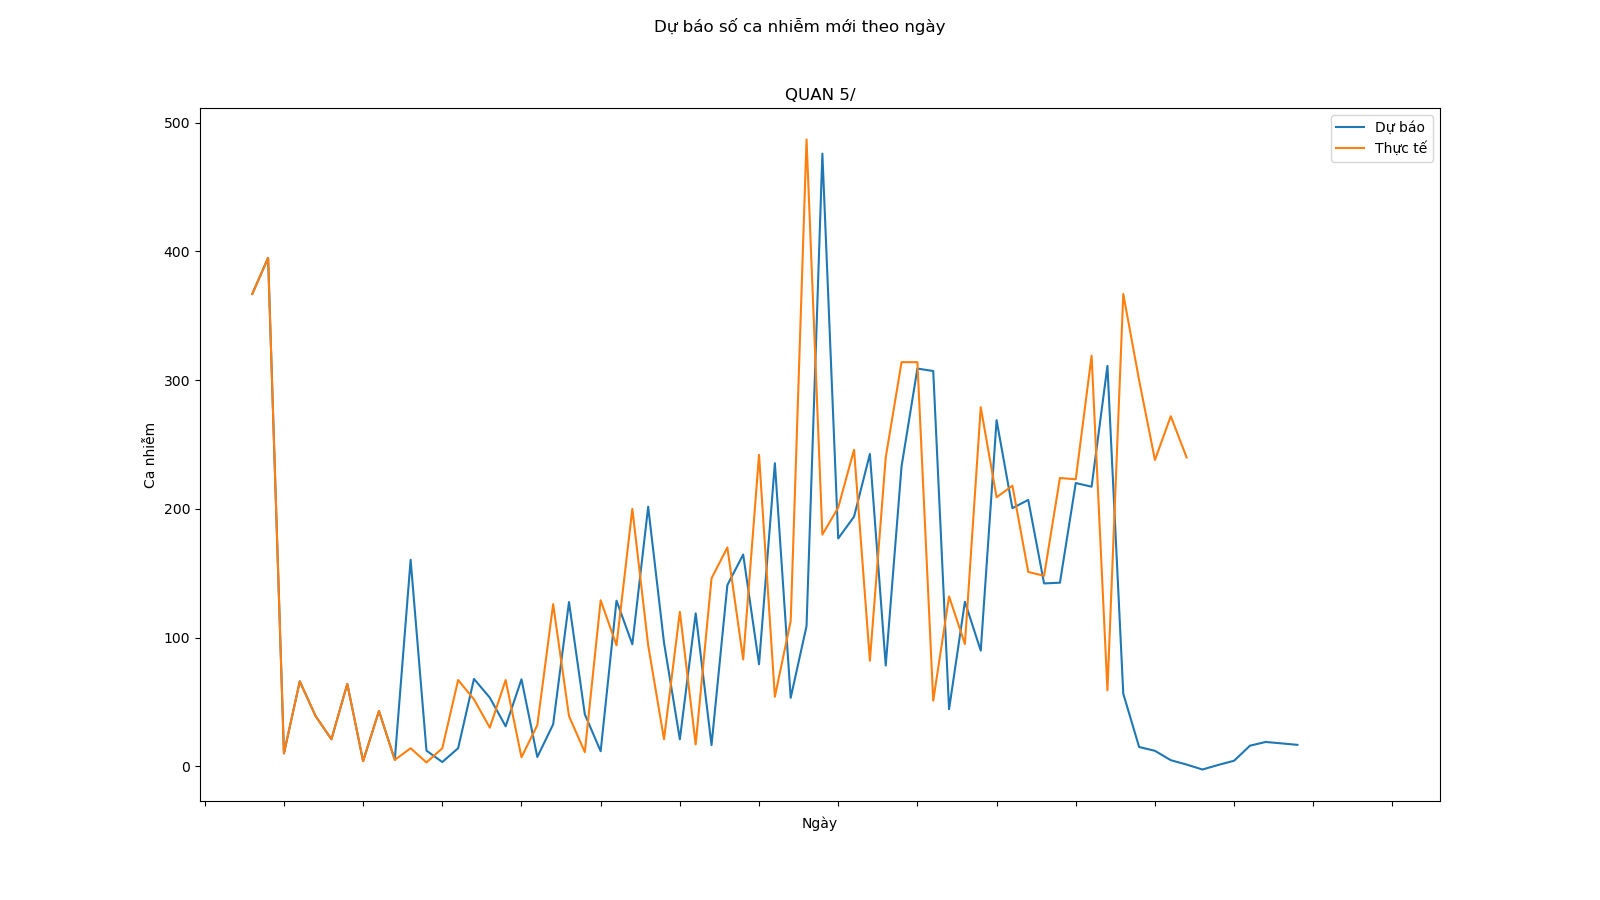 Dự báo số ca nhiễm mới theo ngày
QUAN 5/
Dự báo
Thực tế
500
400
300
200
100
0
Ca nhiễm
Ngày